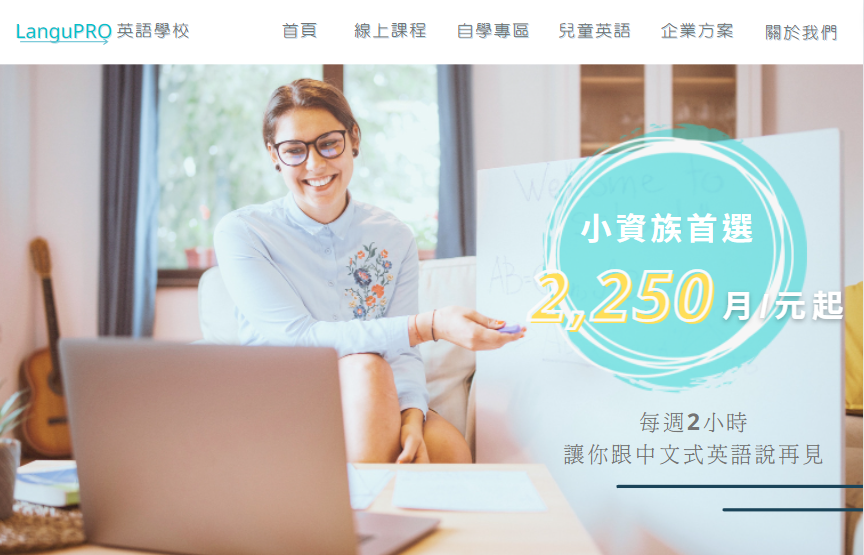 LanguPRO 英語學校 首頁 線上課程 自學專區 兒童英語 企業方案 關於我們
Welcome to
小資族首選
2,250 月/元起
每週2小時
讓你跟中文式英語說再見